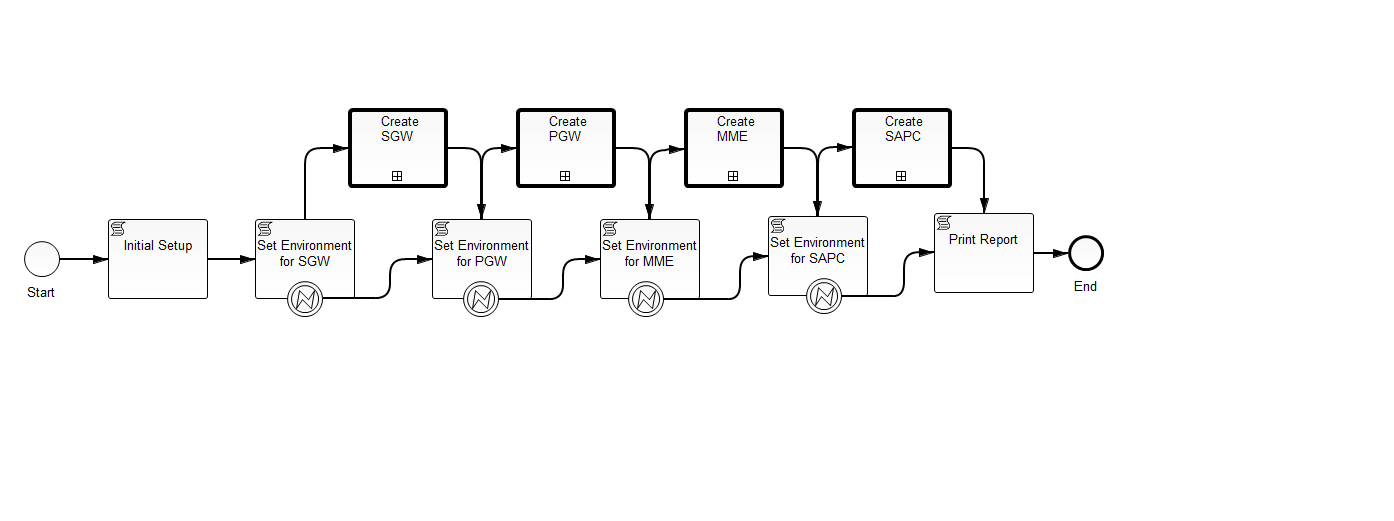 Create
SGW
Create
PGW
Create
MME
Create
SAPC
Start
Initial Setup
Set Environment
for SGW
Set Environment
for PGW
Set Environment
for MME
Set Environment
for SAPC
Print Report
End